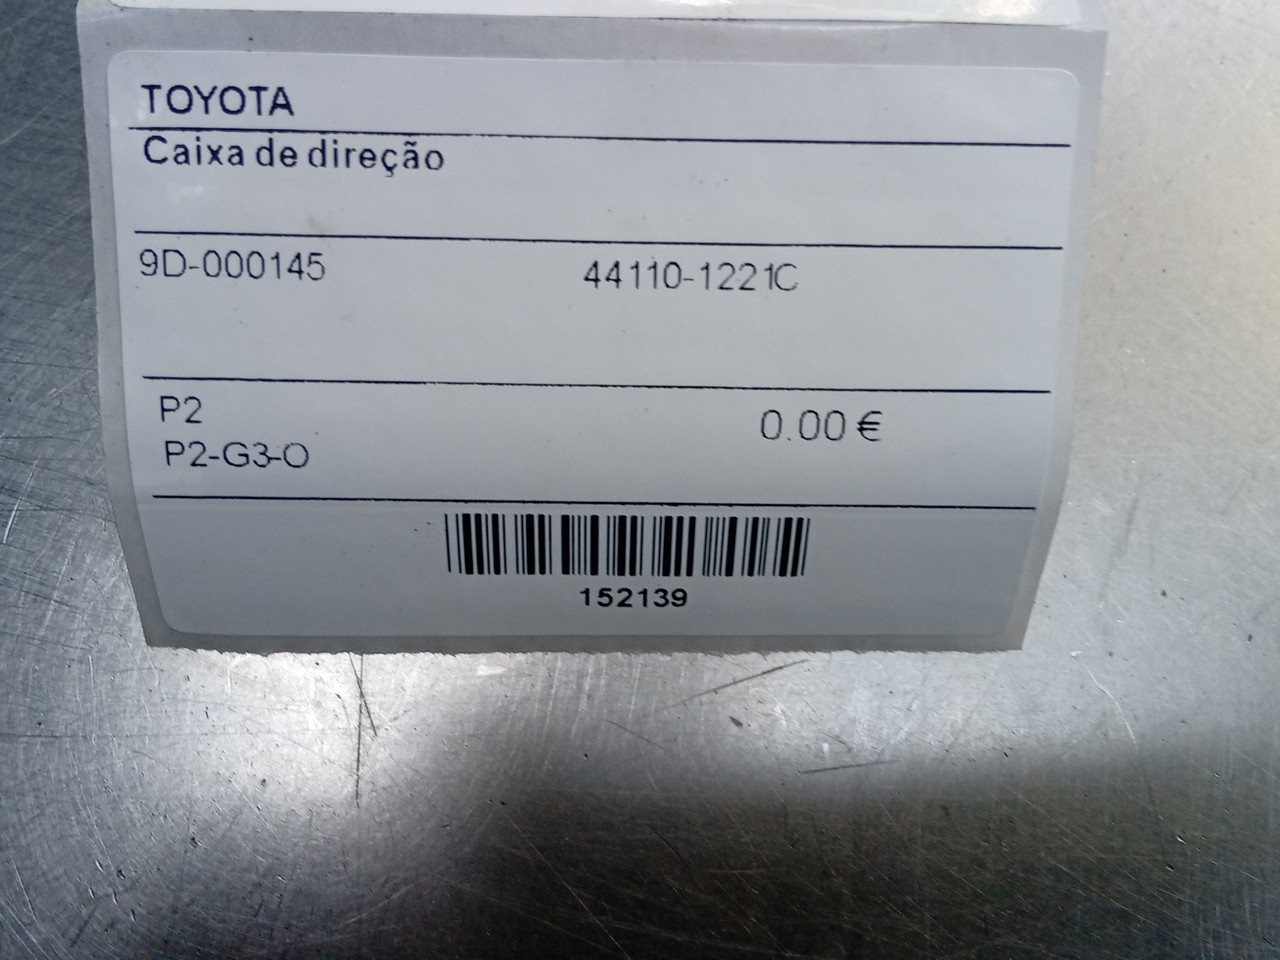 TOYOTA
Caixa de direção
9D-000145 44110-1221C
P2 0.00 €
P2-G3-O
152139